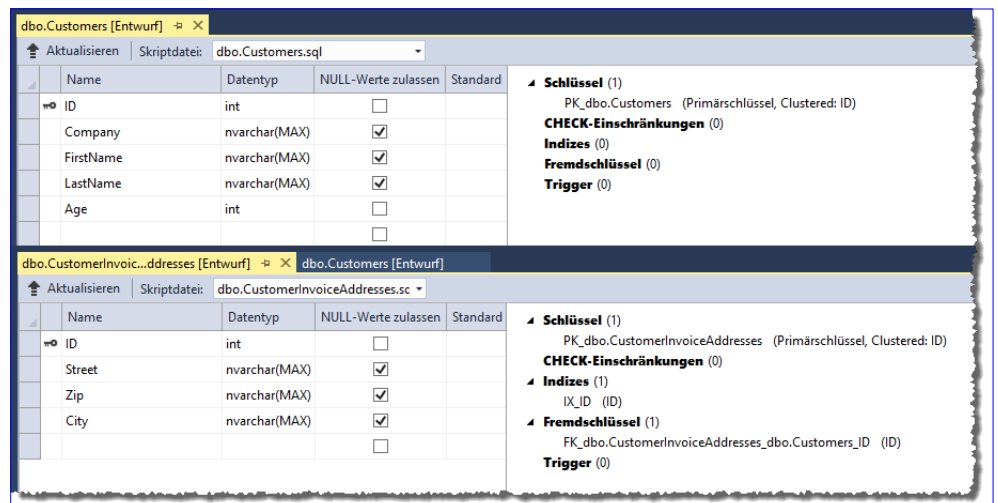 dbo.Customers [Entwurf]
Aktualisieren Skriptdatei: dbo.Customers.sql
Name Datentyp NULL-Werte zulassen Standard
ID int
Company nvarchar(MAX)
FirstName nvarchar(MAX)
LastName nvarchar(MAX)
Age int
Schlüssel (1)
PK_dbo.Customers (Primärschlüssel, Clustered: ID)
CHECK-Einschränkungen (0)
Indizes (0)
Fremdschlüssel (0)
Trigger (0)
dbo.CustomerInvoic...ddresses [Entwurf] dbo.Customers [Entwurf]
Aktualisieren Skriptdatei: dbo.CustomerInvoiceAddresses.sc
Name Datentyp NULL-Werte zulassen Standard
ID int
Street nvarchar(MAX)
Zip nvarchar(MAX)
City nvarchar(MAX)
Schlüssel (1)
PK_dbo.CustomerInvoiceAddresses (Primärschlüssel, Clustered: ID)
CHECK-Einschränkungen (0)
Indizes (1)
IX_ID (ID)
Fremdschlüssel (1)
FK_dbo.CustomerInvoiceAddresses_dbo.Customers_ID (ID)
Trigger (0)